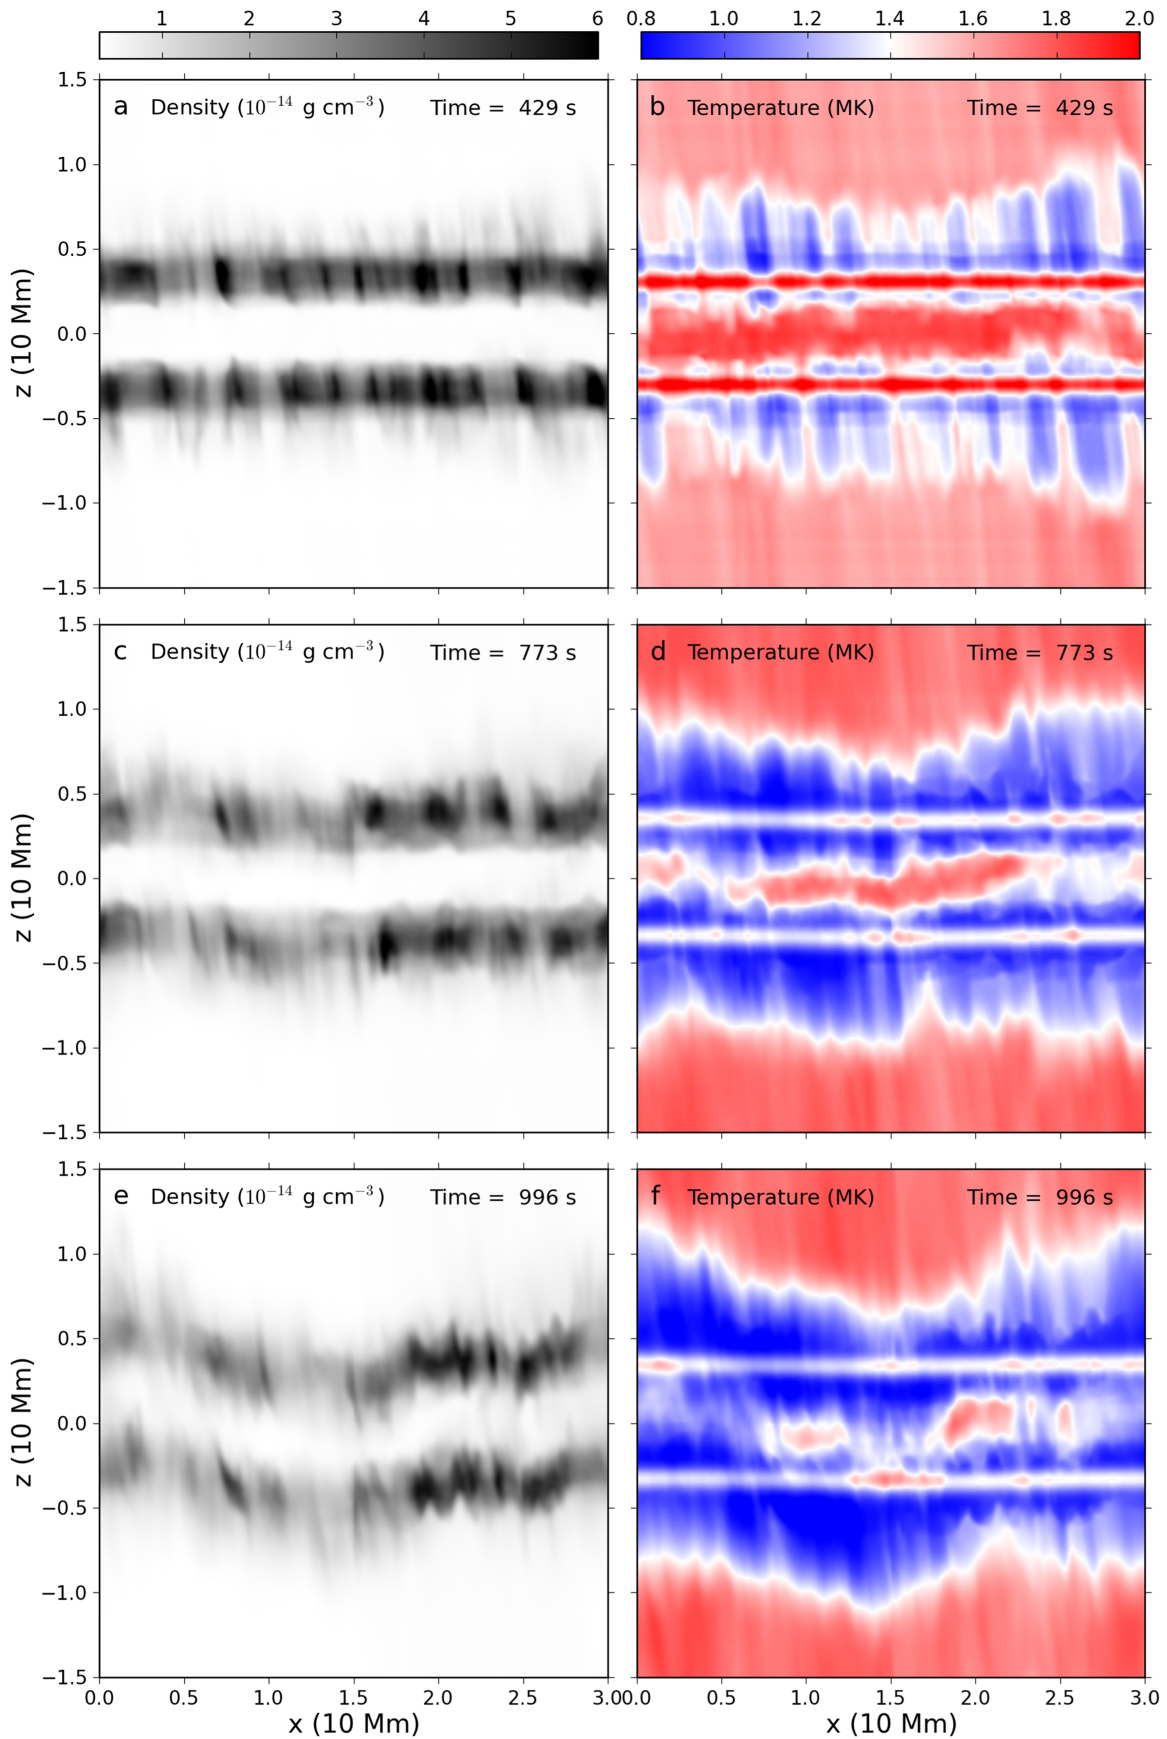 1 2 3 4 5 6
0.8 1.0 1.2 1.4 1.6 1.8 2.0
a Density (10⁻¹⁴ g cm⁻³) Time = 429 s
b Temperature (MK) Time = 429 s
1.5
1.0
0.5
0.0
−0.5
−1.0
−1.5
z (10 Mm)
c Density (10⁻¹⁴ g cm⁻³) Time = 773 s
d Temperature (MK) Time = 773 s
1.5
1.0
0.5
0.0
−0.5
−1.0
−1.5
z (10 Mm)
e Density (10⁻¹⁴ g cm⁻³) Time = 996 s
f Temperature (MK) Time = 996 s
1.5
1.0
0.5
0.0
−0.5
−1.0
−1.5
z (10 Mm)
0.0 0.5 1.0 1.5 2.0 2.5 3.0
0.0 0.5 1.0 1.5 2.0 2.5 3.0
x (10 Mm)
x (10 Mm)